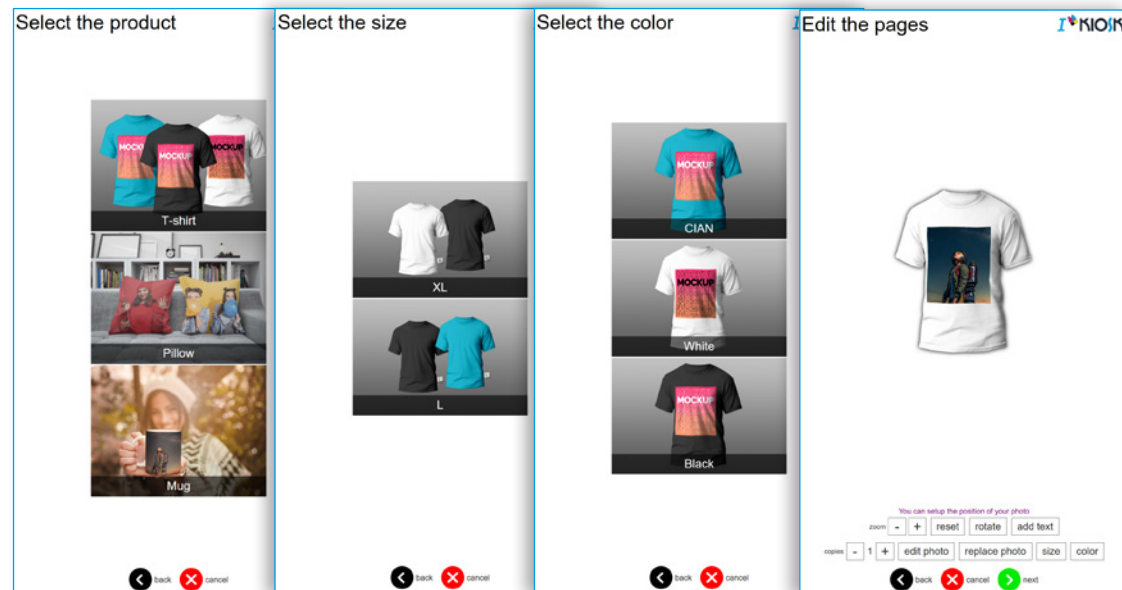 Select the product
MOCKUP
MOCKUP
T-shirt
Pillow
Mug
back
cancel
Select the size
XL
L
back
cancel
Select the color
MOCKUP
CIAN
MOCKUP
White
MOCKUP
Black
back
cancel
Edit the pages
I KIOSK
You can setup the position of your photo
zoom - + reset rotate add text
copies - 1 + edit photo replace photo size color
back
cancel
next